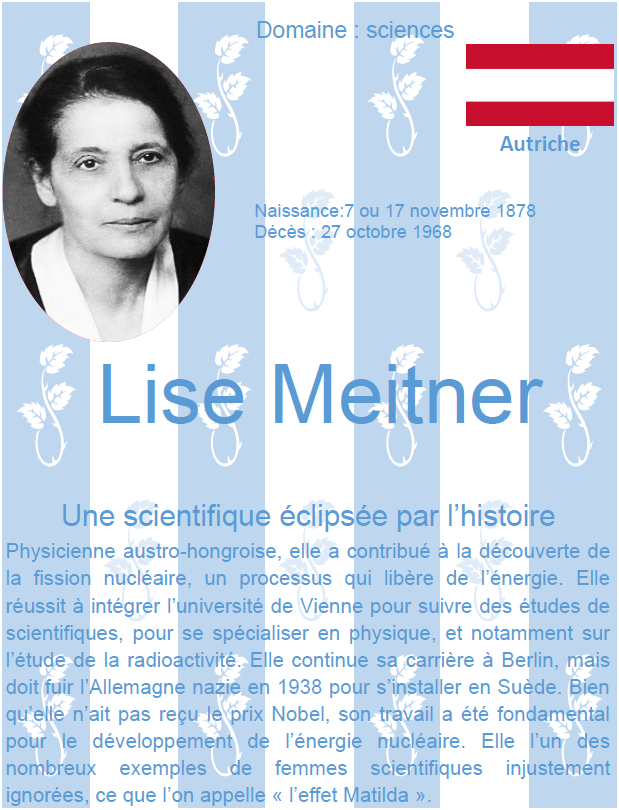 Domaine : sciences
Autriche
Naissance:7 ou 17 novembre 1878
Décès : 27 octobre 1968
Lise Meitner
Une scientifique éclipsée par l’histoire
Physicienne austro-hongroise, elle a contribué à la découverte de
la fission nucléaire, un processus qui libère de l’énergie. Elle
réussit à intégrer l’université de Vienne pour suivre des études de
scientifiques, pour se spécialiser en physique, et notamment sur
l’étude de la radioactivité. Elle continue sa carrière à Berlin, mais
doit fuir l’Allemagne nazie en 1938 pour s’installer en Suède. Bien
qu’elle n’ait pas reçu le prix Nobel, son travail a été fondamental
pour le développement de l’énergie nucléaire. Elle l’un des
nombreux exemples de femmes scientifiques injustement
ignorées, ce que l’on appelle « l’effet Matilda ».